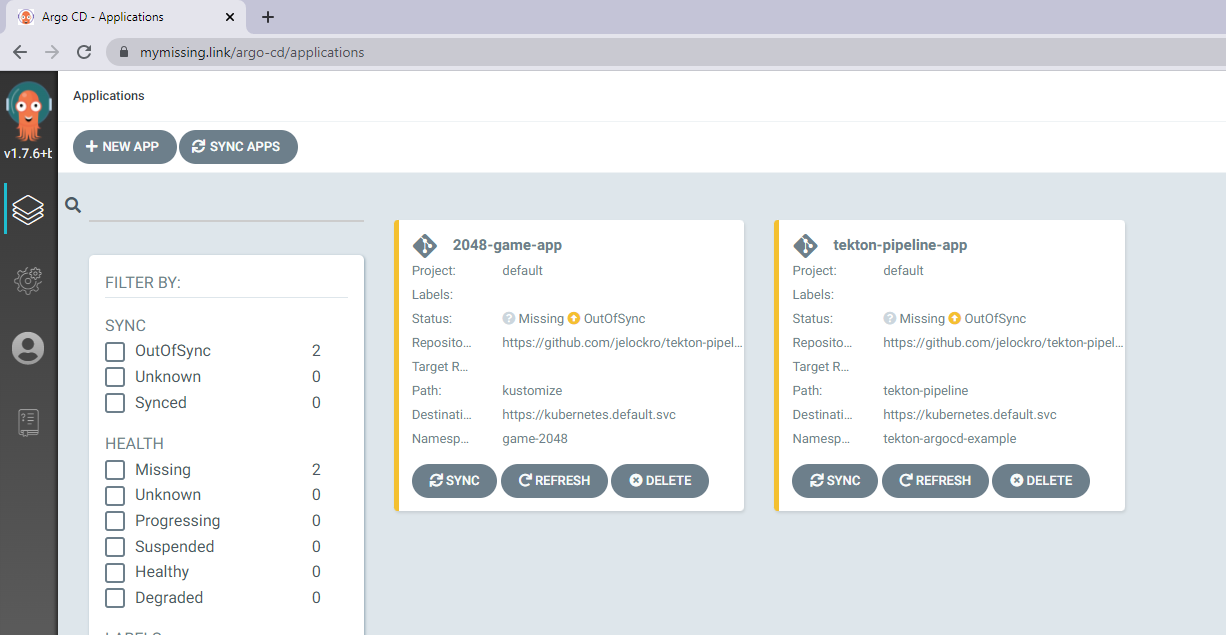 Argo CD - Applications
mymissing.link/argo-cd/applications
Applications
v1.7.6+b
NEW APP
SYNC APPS
FILTER BY:
SYNC
OutOfSync 2
Unknown 0
Synced 0
HEALTH
Missing 2
Unknown 0
Progressing 0
Suspended 0
Healthy 0
Degraded 0
LABELS
2048-game-app
Project: default
Labels:
Status: Missing OutOfSync
Reposito... https://github.com/jelockro/tekton-pipel...
Target R...
Path: kustomize
Destinati... https://kubernetes.default.svc
Namesp... game-2048
SYNC REFRESH DELETE
tekton-pipeline-app
Project: default
Labels:
Status: Missing OutOfSync
Reposito... https://github.com/jelockro/tekton-pipel...
Target R...
Path: tekton-pipeline
Destinati... https://kubernetes.default.svc
Namesp... tekton-argocd-example
SYNC REFRESH DELETE